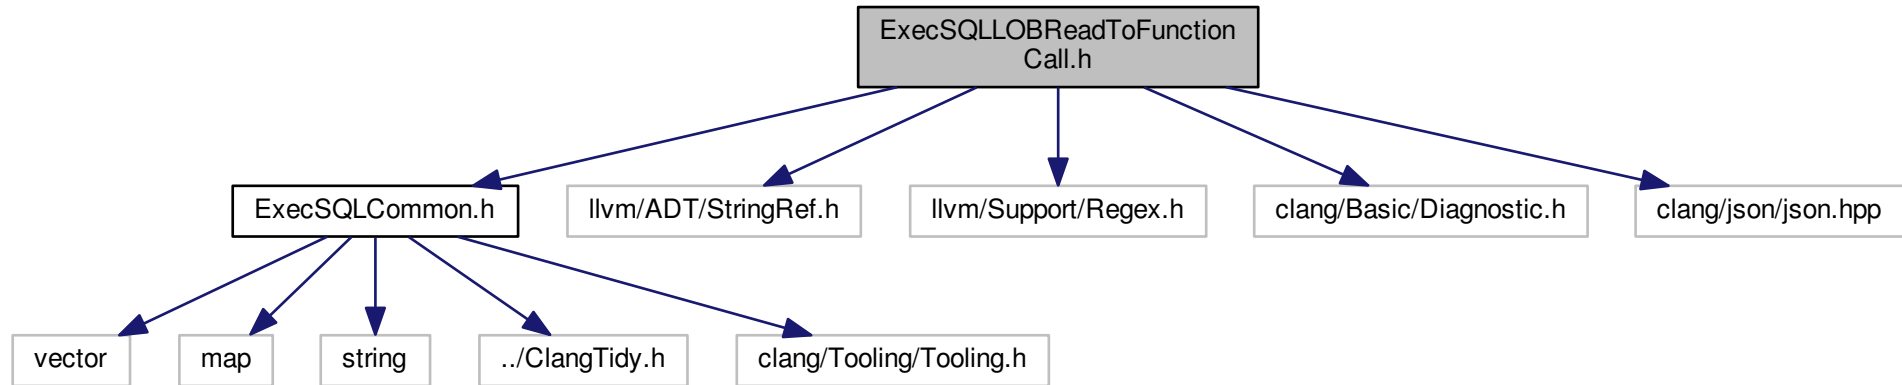 ExecSQLLOBReadToFunction
Call.h
ExecSQLCommon.h
llvm/ADT/StringRef.h
llvm/Support/Regex.h
clang/Basic/Diagnostic.h
clang/json/json.hpp
vector
map
string
../ClangTidy.h
clang/Tooling/Tooling.h